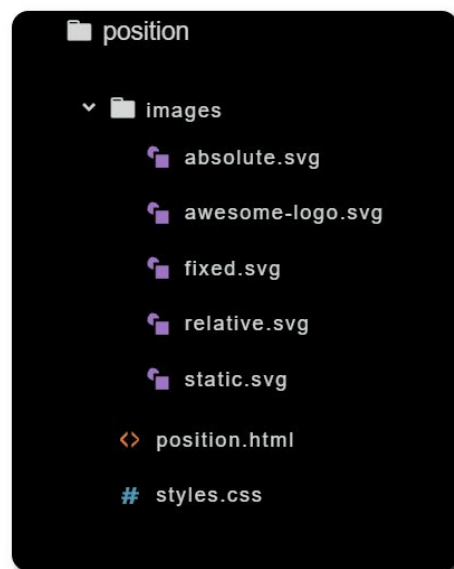 position
images
absolute.svg
awesome-logo.svg
fixed.svg
relative.svg
static.svg
<> position.html
# styles.css